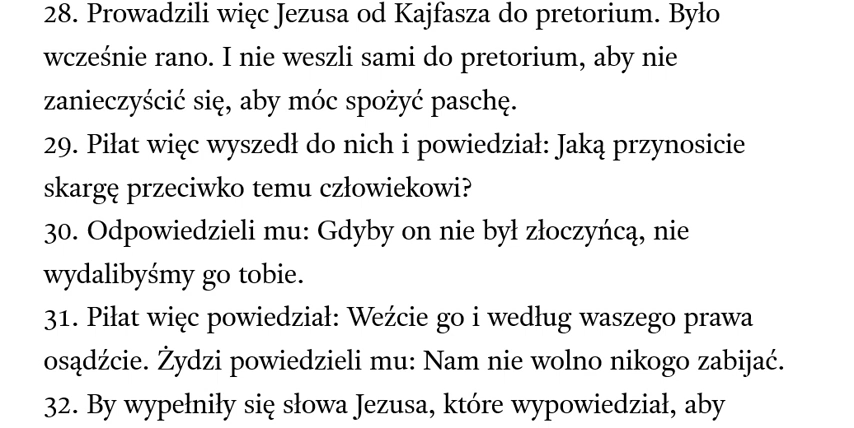 28. Prowadzili więc Jezusa od Kajfasza do pretorium. Było
wcześnie rano. I nie weszli sami do pretorium, aby nie
zanieczyścić się, aby móc spożyć paschę.
29. Piłat więc wyszedł do nich i powiedział: Jaką przynosicie
skargę przeciwko temu człowiekowi?
30. Odpowiedzieli mu: Gdyby on nie był złoczyńcą, nie
wydalibyśmy go tobie.
31. Piłat więc powiedział: Weźcie go i według waszego prawa
osądźcie. Żydzi powiedzieli mu: Nam nie wolno nikogo zabijać.
32. By wypełniły się słowa Jezusa, które wypowiedział, aby